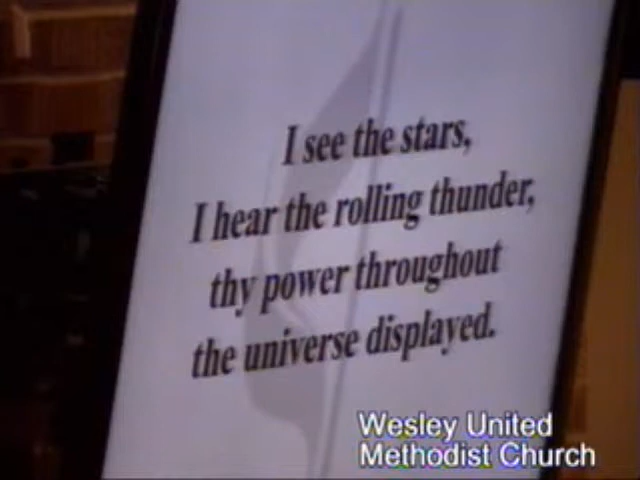 I see the stars,
I hear the rolling thunder,
thy power throughout
the universe displayed.
Wesley United
Methodist Church